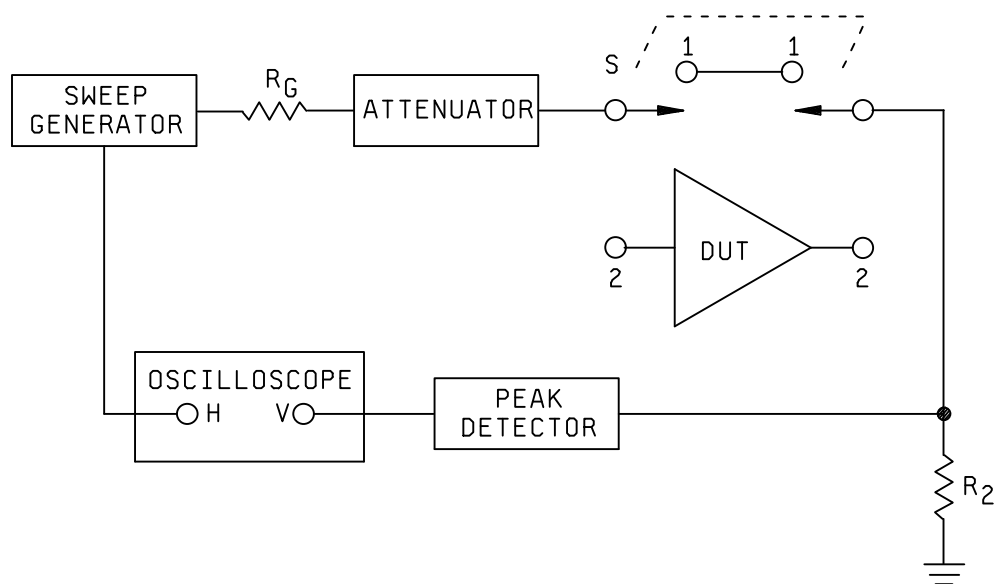 S
1 1
R_G
SWEEP
GENERATOR
ATTENUATOR
DUT
2 2
OSCILLOSCOPE
H V
PEAK
DETECTOR
R_2